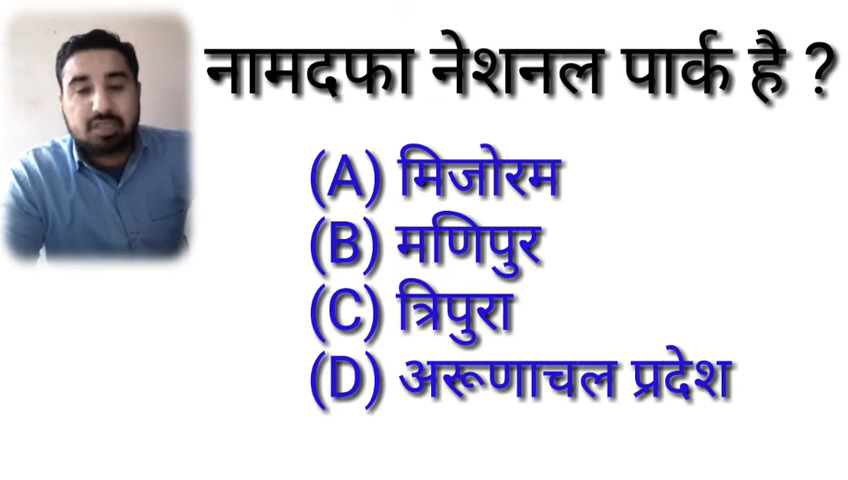 नामदफा नेशनल पार्क है ?
(A) मिजोरम
(B) मणिपुर
(C) त्रिपुरा
(D) अरूणाचल प्रदेश